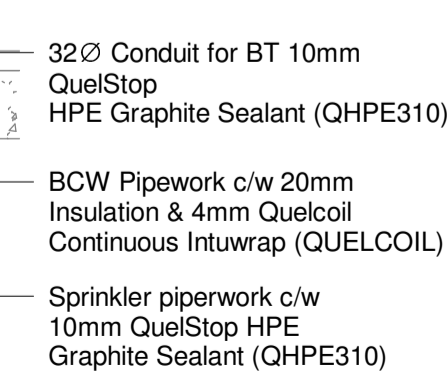 32∅ Conduit for BT 10mm
QuelStop
HPE Graphite Sealant (QHPE310)
BCW Pipework c/w 20mm
Insulation & 4mm Quelcoil
Continuous Intuwrap (QUELCOIL)
Sprinkler piperwork c/w
10mm QuelStop HPE
Graphite Sealant (QHPE310)